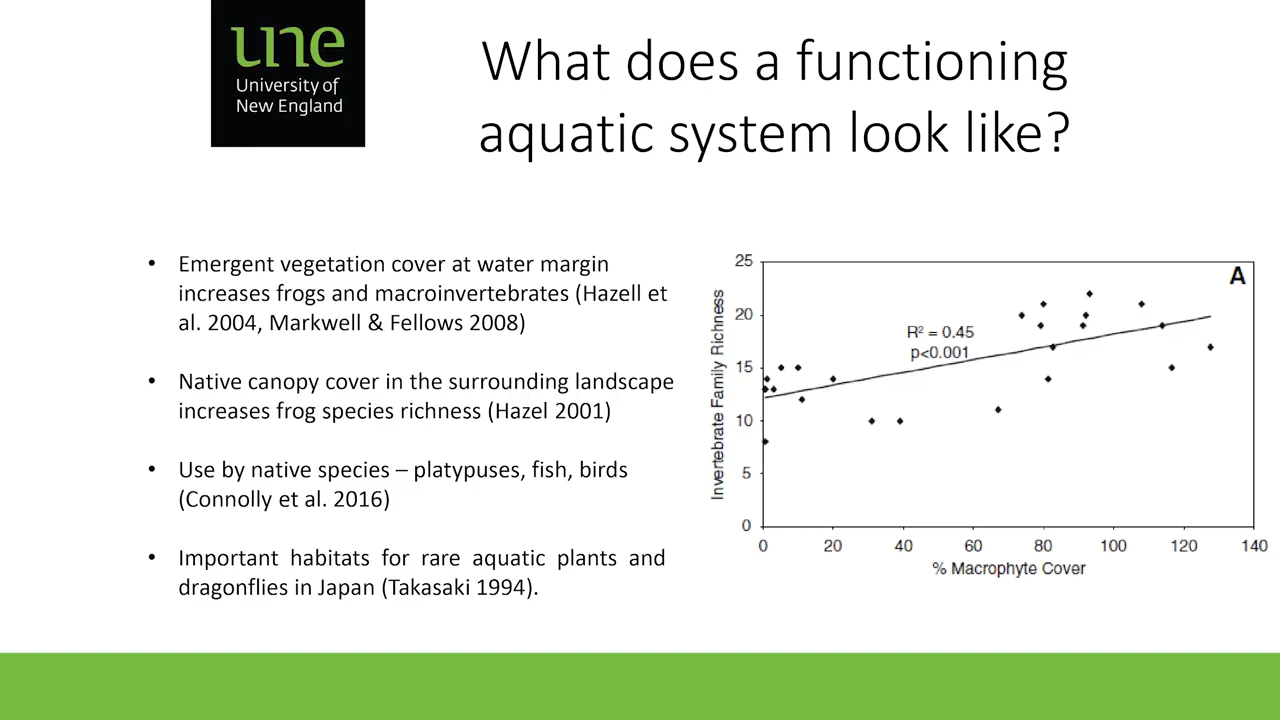 une
University of
New England
What does a functioning
aquatic system look like?
• Emergent vegetation cover at water margin
increases frogs and macroinvertebrates (Hazell et
al. 2004, Markwell & Fellows 2008)
• Native canopy cover in the surrounding landscape
increases frog species richness (Hazel 2001)
• Use by native species – platypuses, fish, birds
(Connolly et al. 2016)
• Important habitats for rare aquatic plants and
dragonflies in Japan (Takasaki 1994).
A
Invertebrate Family Richness
25
20
15
10
5
0
R² = 0.45
p<0.001
0 20 40 60 80 100 120 140
% Macrophyte Cover